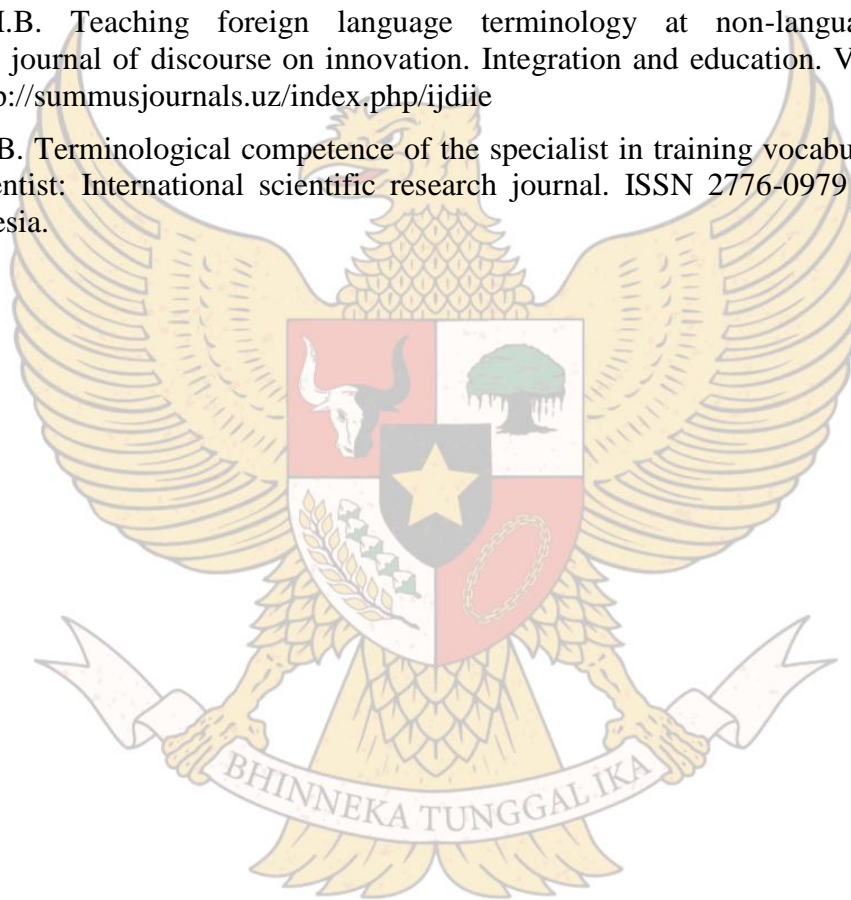 I.B. Teaching foreign language terminology at non-langua
journal of discourse on innovation. Integration and education. V
p://summusjournals.uz/index.php/ijdiie
B. Terminological competence of the specialist in training vocabu
entist: International scientific research journal. ISSN 2776-0979
esia.
BHINNEKA TUNGGAL IKA